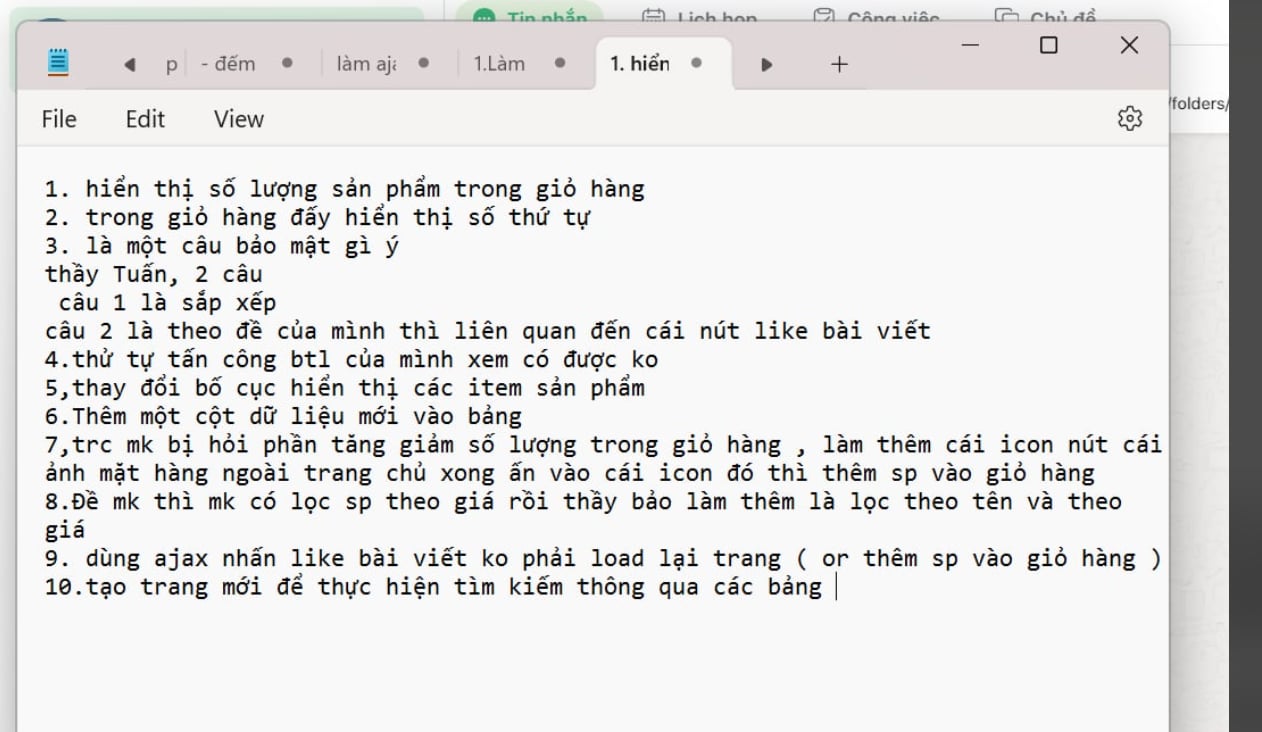 Tin nhắn
Lịch họp
Công việc
Chủ đề
p
- đếm
làm aj
1.Làm
1. hiển
/folders/
File Edit View
1. hiển thị số lượng sản phẩm trong giỏ hàng
2. trong giỏ hàng đấy hiển thị số thứ tự
3. là một câu bảo mật gì ý
thầy Tuấn, 2 câu
câu 1 là sắp xếp
câu 2 là theo đề của mình thì liên quan đến cái nút like bài viết
4.thử tự tấn công btl của mình xem có được ko
5,thay đổi bố cục hiển thị các item sản phẩm
6.Thêm một cột dữ liệu mới vào bảng
7,trc mk bị hỏi phần tăng giảm số lượng trong giỏ hàng , làm thêm cái icon nút cái
ảnh mặt hàng ngoài trang chủ xong ấn vào cái icon đó thì thêm sp vào giỏ hàng
8.Đề mk thì mk có lọc sp theo giá rồi thầy bảo làm thêm là lọc theo tên và theo
giá
9. dùng ajax nhấn like bài viết ko phải load lại trang ( or thêm sp vào giỏ hàng )
10.tạo trang mới để thực hiện tìm kiếm thông qua các bảng